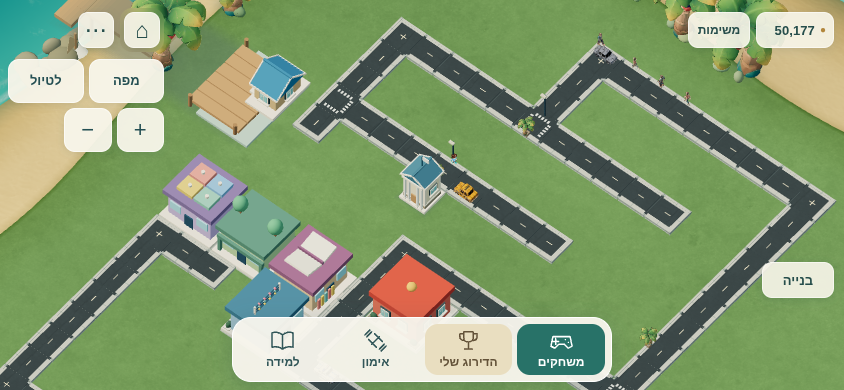 50,177
משימות
מפה
לטיול
+
−
בנייה
משחקים
הדירוג שלי
אימון
למידה